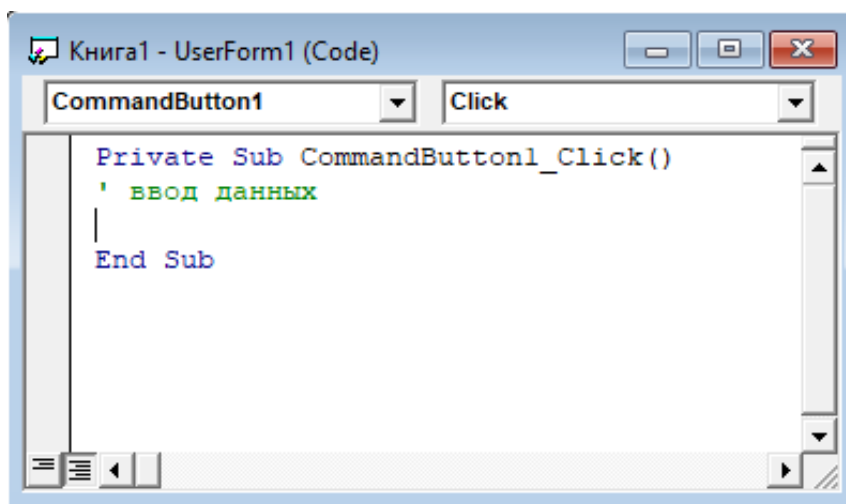 Книга1 - UserForm1 (Code)
CommandButton1 Click
Private Sub CommandButton1_Click()
' ввод данных
End Sub